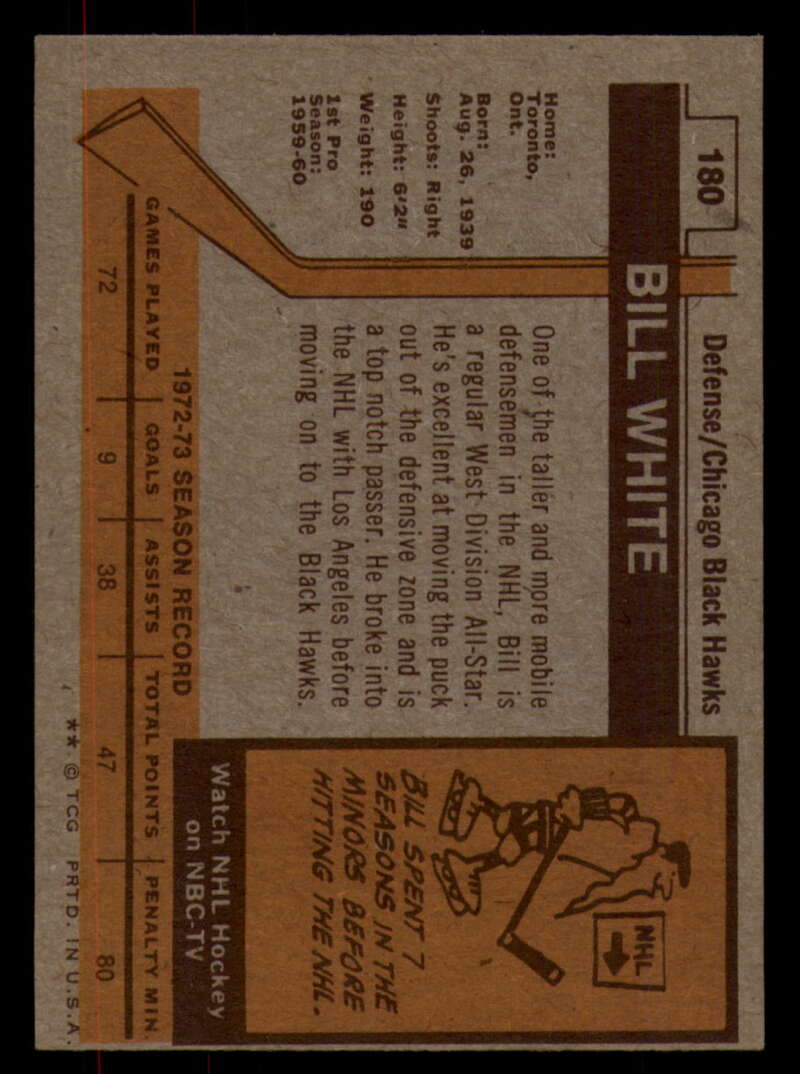 180
Defense/Chicago Black Hawks
BILL WHITE
Home:
Toronto,
Ont.
Born:
Aug. 26, 1939
Shoots: Right
Height: 6'2"
Weight: 190
1st Pro
Season:
1959-60
One of the taller and more mobile
defensemen in the NHL, Bill is
a regular West Division All-Star.
He's excellent at moving the puck
out of the defensive zone and is
a top notch passer. He broke into
the NHL with Los Angeles before
moving on to the Black Hawks.
NHL
BILL SPENT 7
SEASONS IN THE
MINORS BEFORE
HITTING THE NHL.
Watch NHL Hockey
on NBC-TV
1972-73 SEASON RECORD
GAMES PLAYED GOALS ASSISTS TOTAL POINTS PENALTY MIN.
72 9 38 47 80
** © TCG PRTD. IN U.S.A.